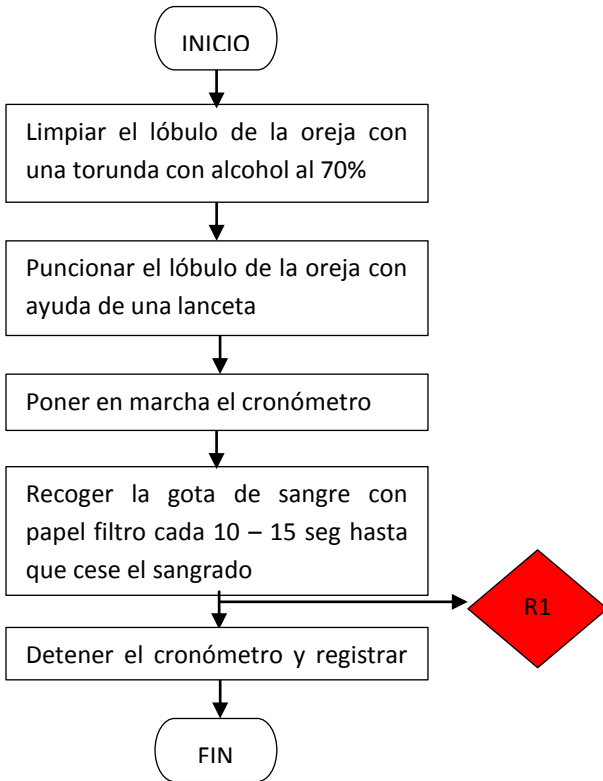 INICIO
Limpiar el lóbulo de la oreja con
una torunda con alcohol al 70%
Puncionar el lóbulo de la oreja con
ayuda de una lanceta
Poner en marcha el cronómetro
Recoger la gota de sangre con
papel filtro cada 10 – 15 seg hasta
que cese el sangrado
R1
Detener el cronómetro y registrar
FIN